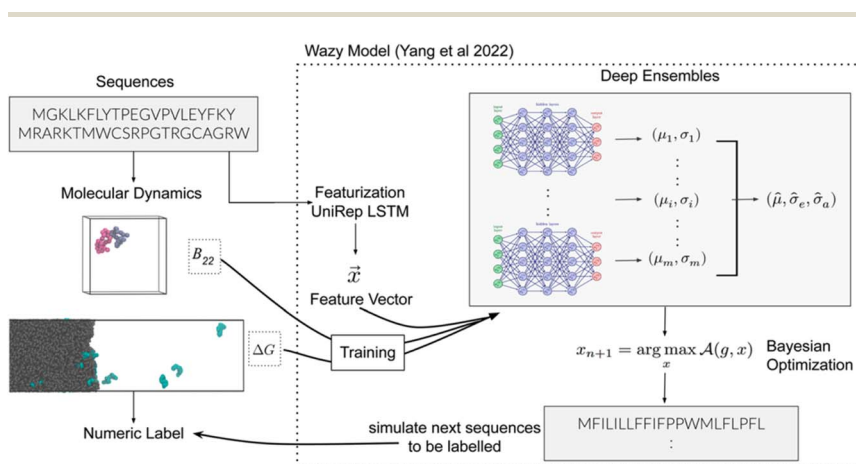 Wazy Model (Yang et al 2022)
Sequences
MGKLKFLYTPEGVPVLEYFKY
MRARKTMWCSRPGTRGCAGRW
Molecular Dynamics
B₂₂
ΔG
Numeric Label
Featurization
UniRep LSTM
x⃗
Feature Vector
Training
Deep Ensembles
(μ₁, σ₁)
⋮
⋮
(μᵢ, σᵢ)
⋮
⋮
(μₘ, σₘ)
(μ̂, σ̂ₑ, σ̂ₐ)
xₙ₊₁ = arg max 𝒜(g, x)
x
Bayesian
Optimization
MFILILLFFIFPPWMLFLPFL
⋮
simulate next sequences
to be labelled